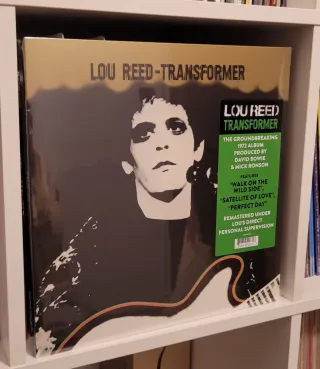 LOU REED-TRANSFORMER
LOU REED
TRANSFORMER
THE GROUNDBREAKING
1972 ALBUM
PRODUCED BY
DAVID BOWIE
& MICK RONSON
FEATURES
"WALK ON THE
WILD SIDE",
"SATELLITE OF LOVE",
"PERFECT DAY"
REMASTERED UNDER
LOU'S DIRECT
PERSONAL SUPERVISION